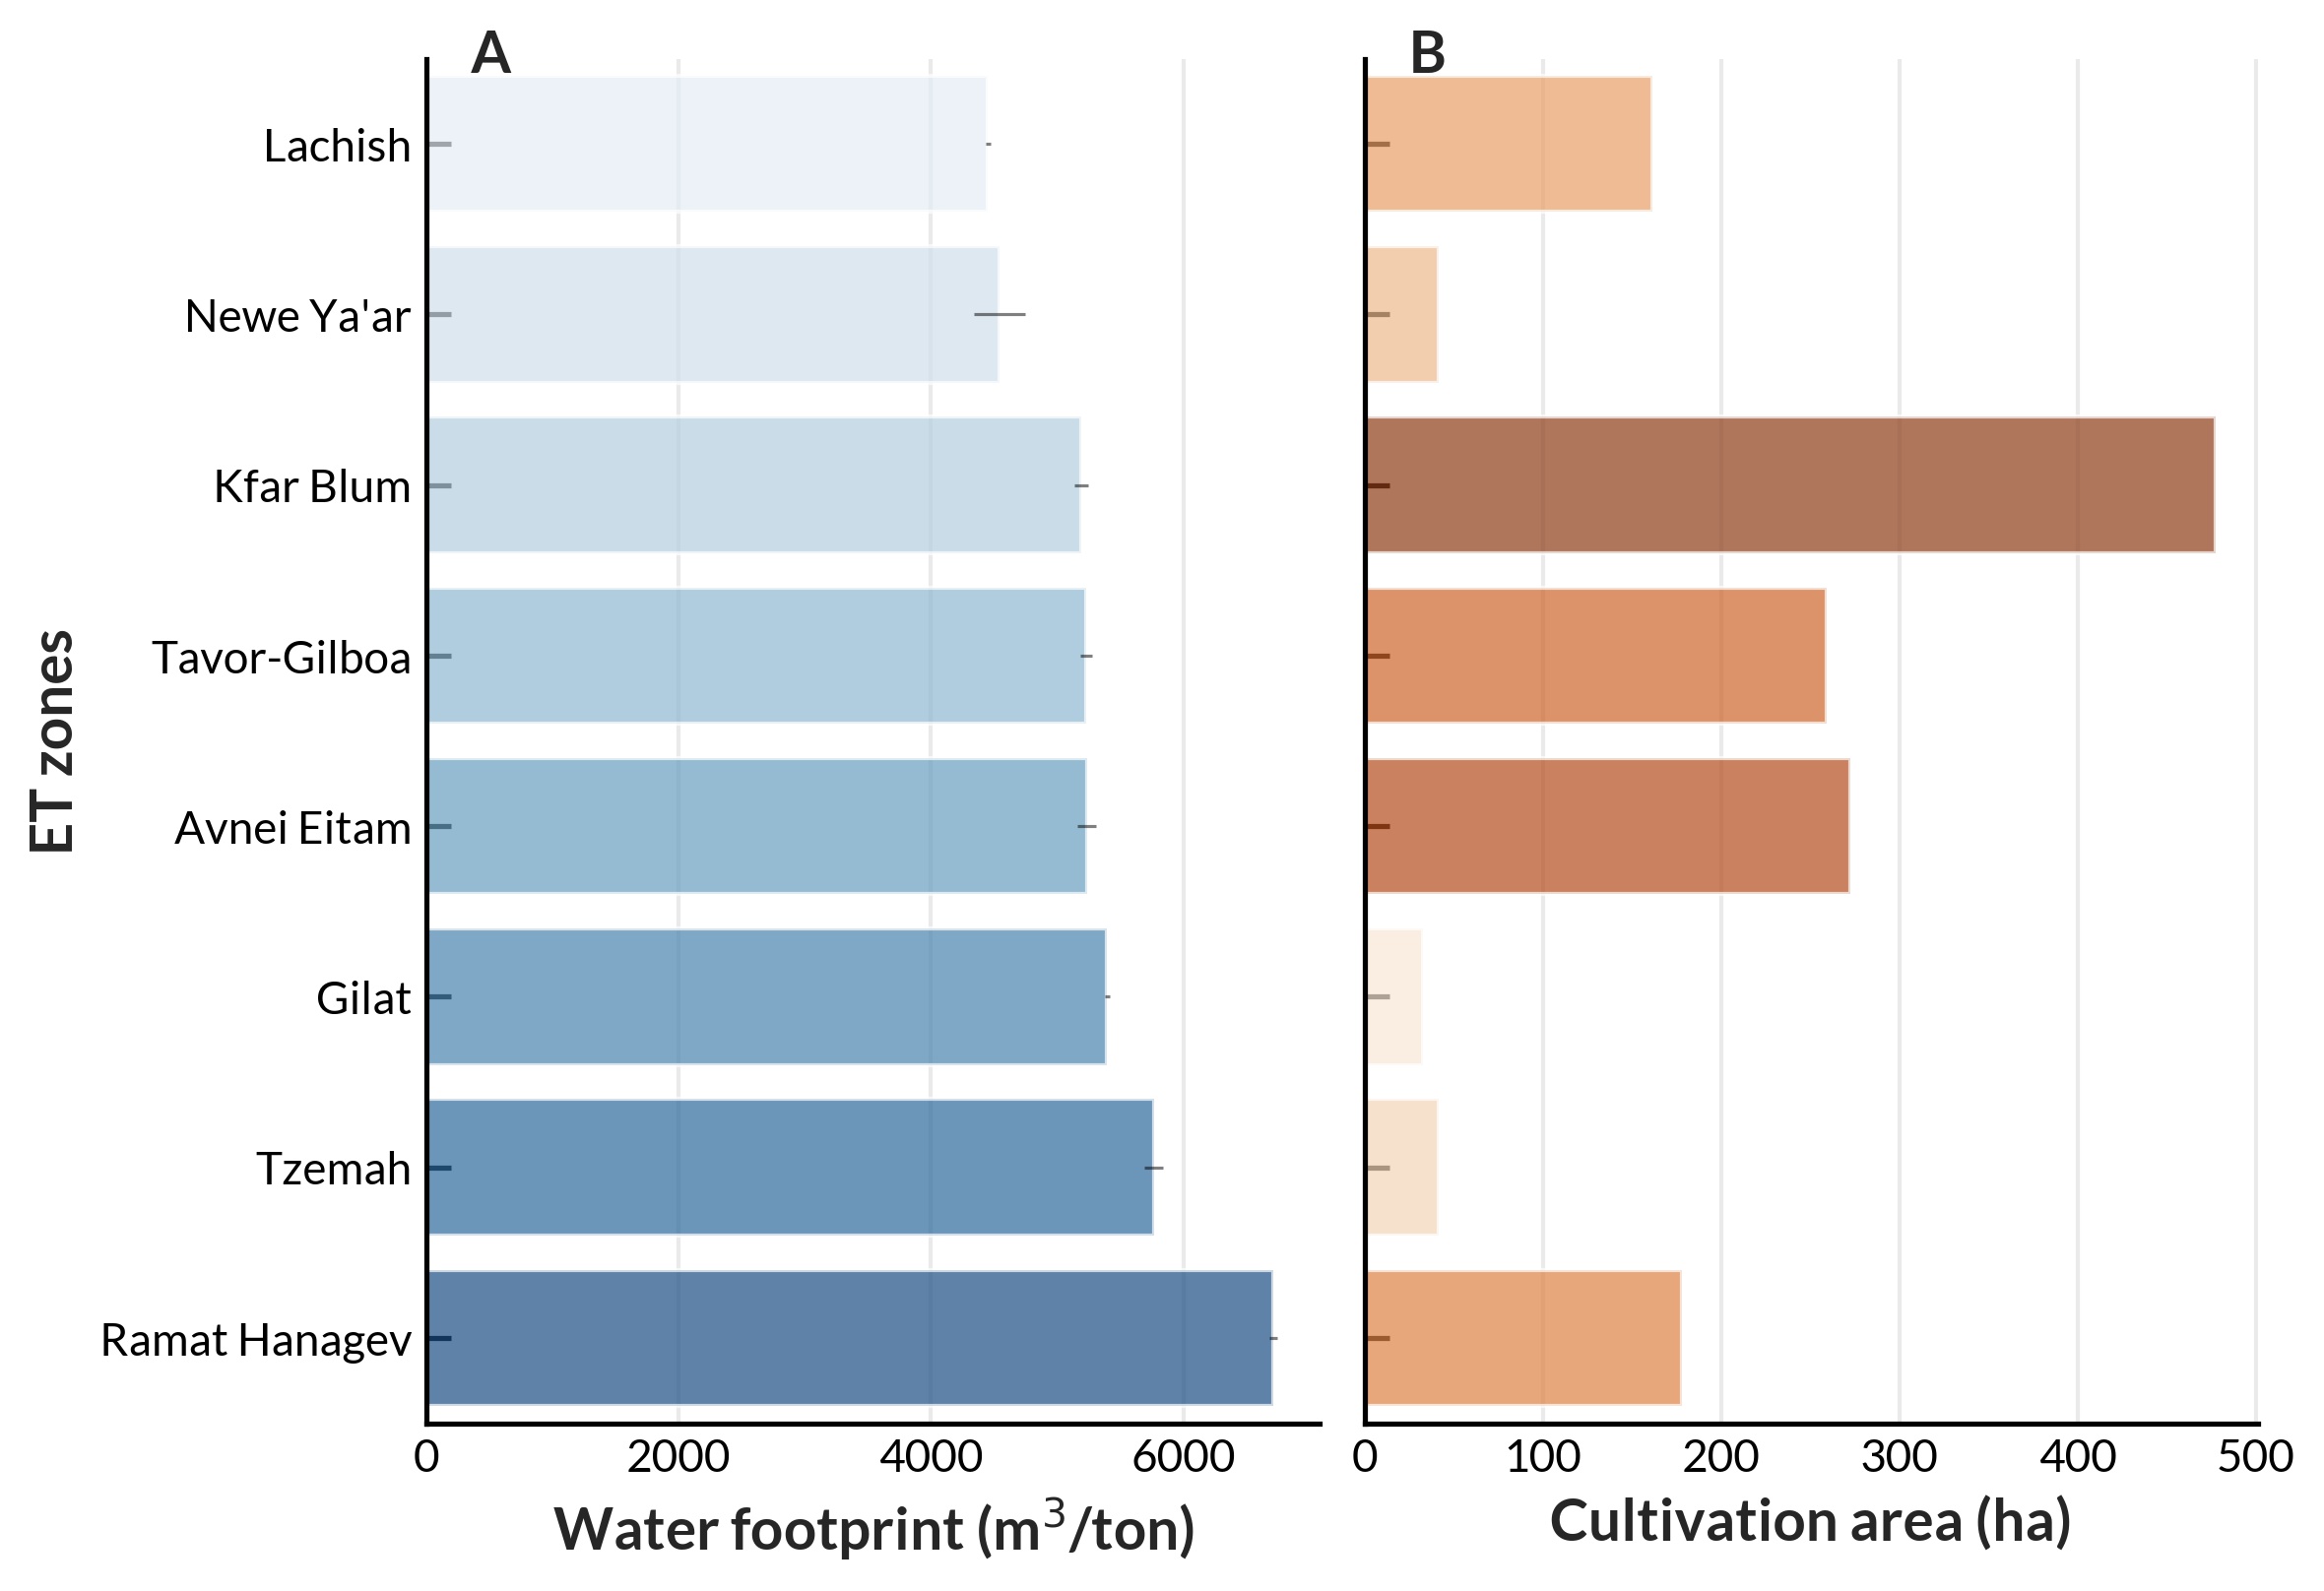 A
B
Lachish
Newe Ya'ar
Kfar Blum
Tavor-Gilboa
Avnei Eitam
Gilat
Tzemah
Ramat Hanagev
ET zones
0 2000 4000 6000
0 100 200 300 400 500
Water footprint (m³/ton)
Cultivation area (ha)